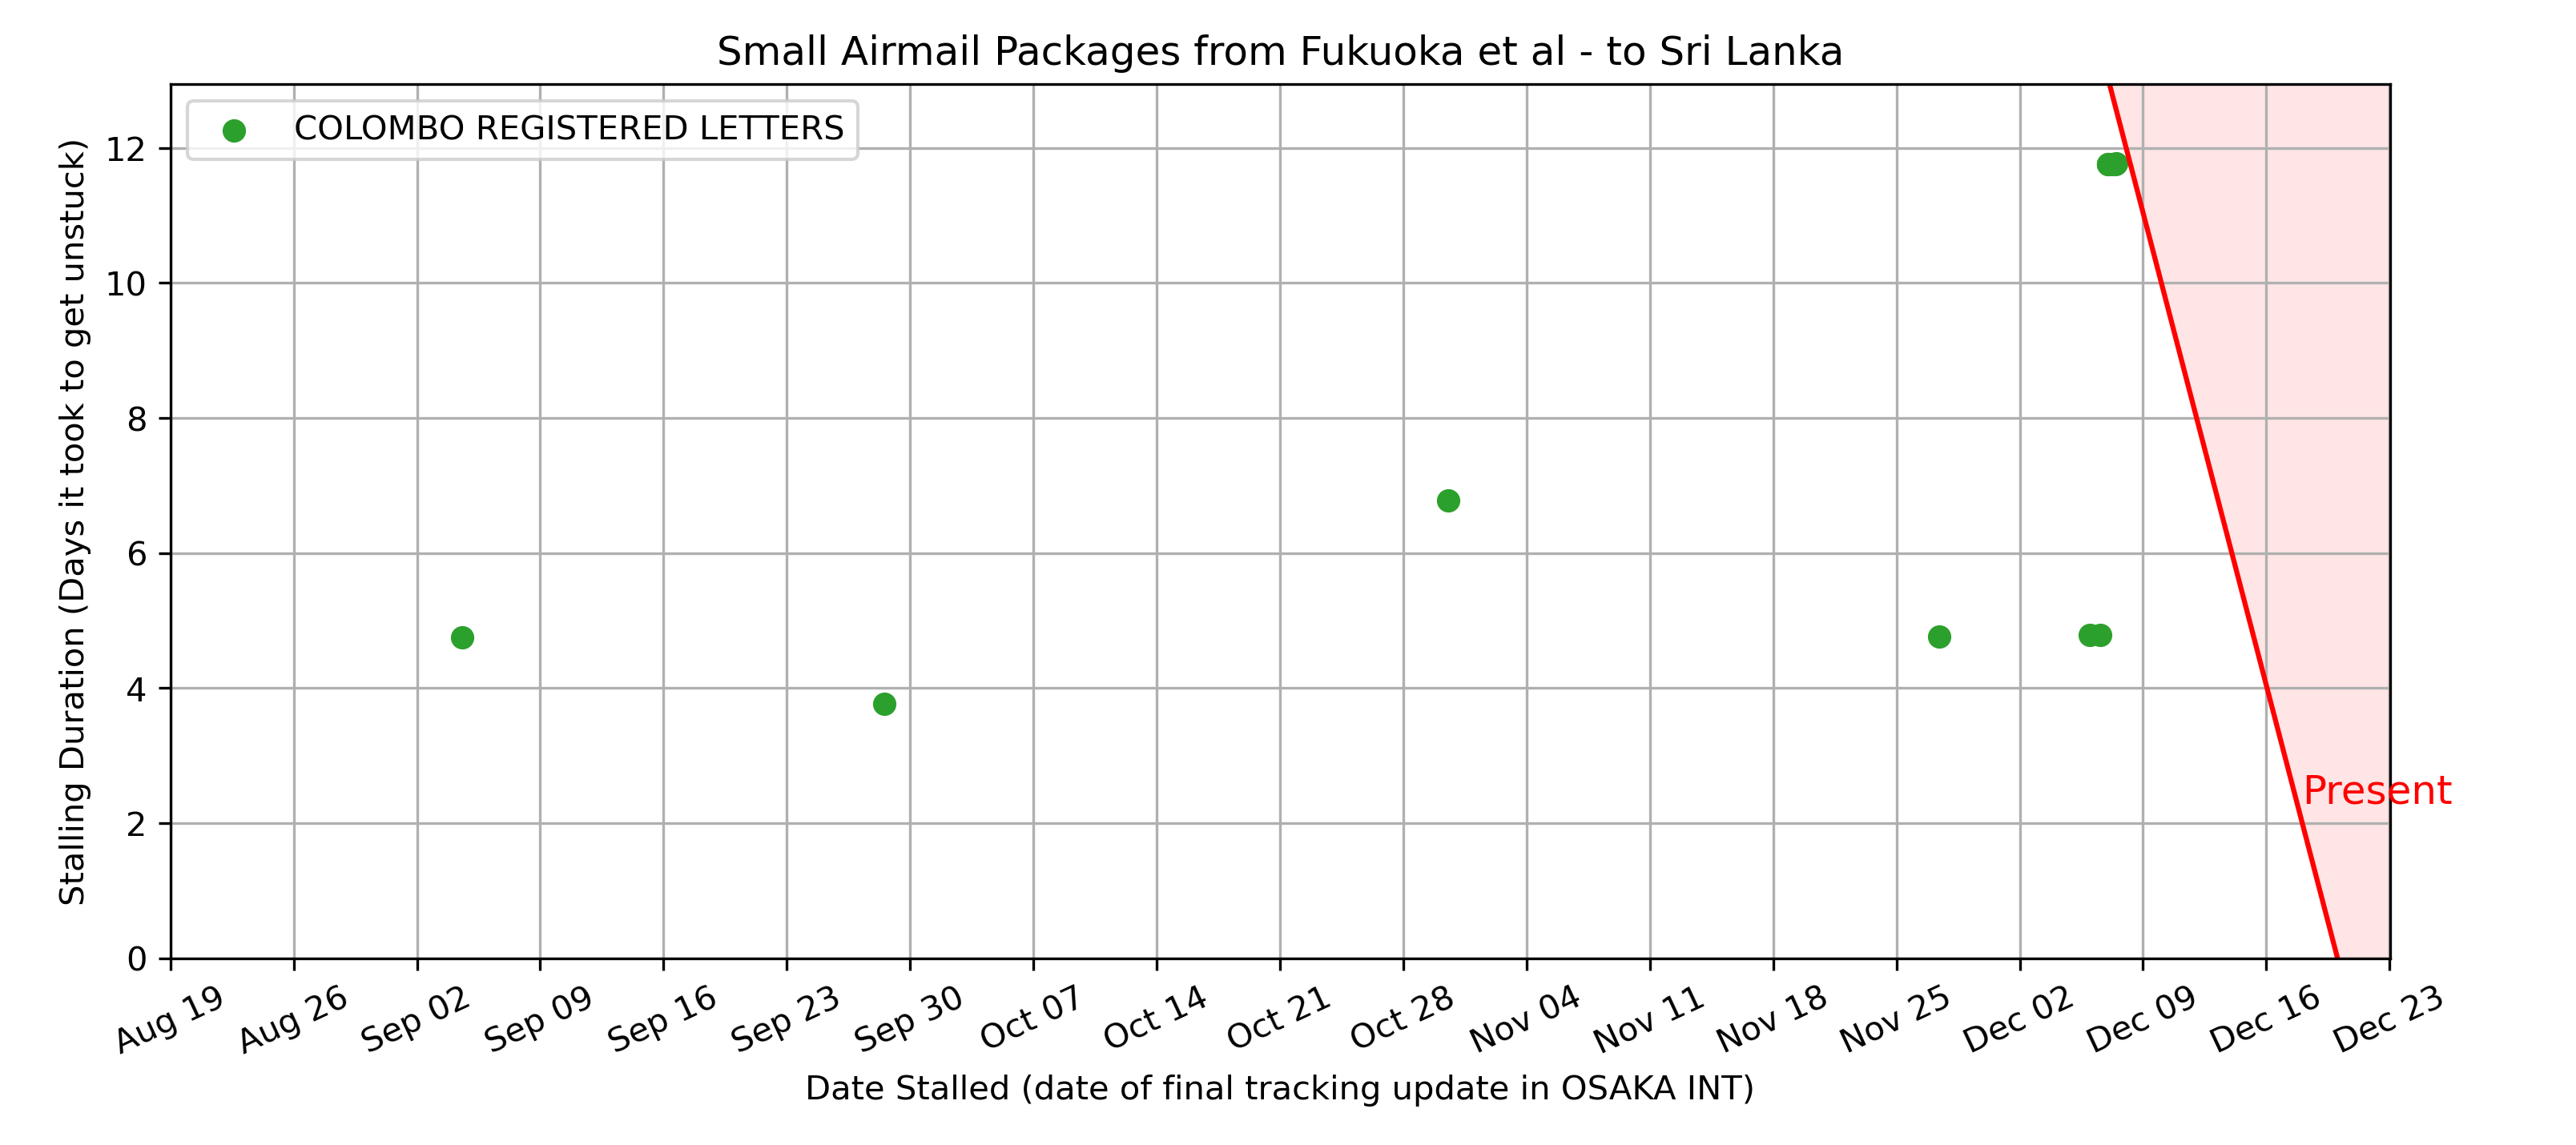 Small Airmail Packages from Fukuoka et al - to Sri Lanka
COLOMBO REGISTERED LETTERS
Stalling Duration (Days it took to get unstuck)
12
10
8
6
4
2
0
Present
Aug 19
Aug 26
Sep 02
Sep 09
Sep 16
Sep 23
Sep 30
Oct 07
Oct 14
Oct 21
Oct 28
Nov 04
Nov 11
Nov 18
Nov 25
Dec 02
Dec 09
Dec 16
Dec 23
Date Stalled (date of final tracking update in OSAKA INT)